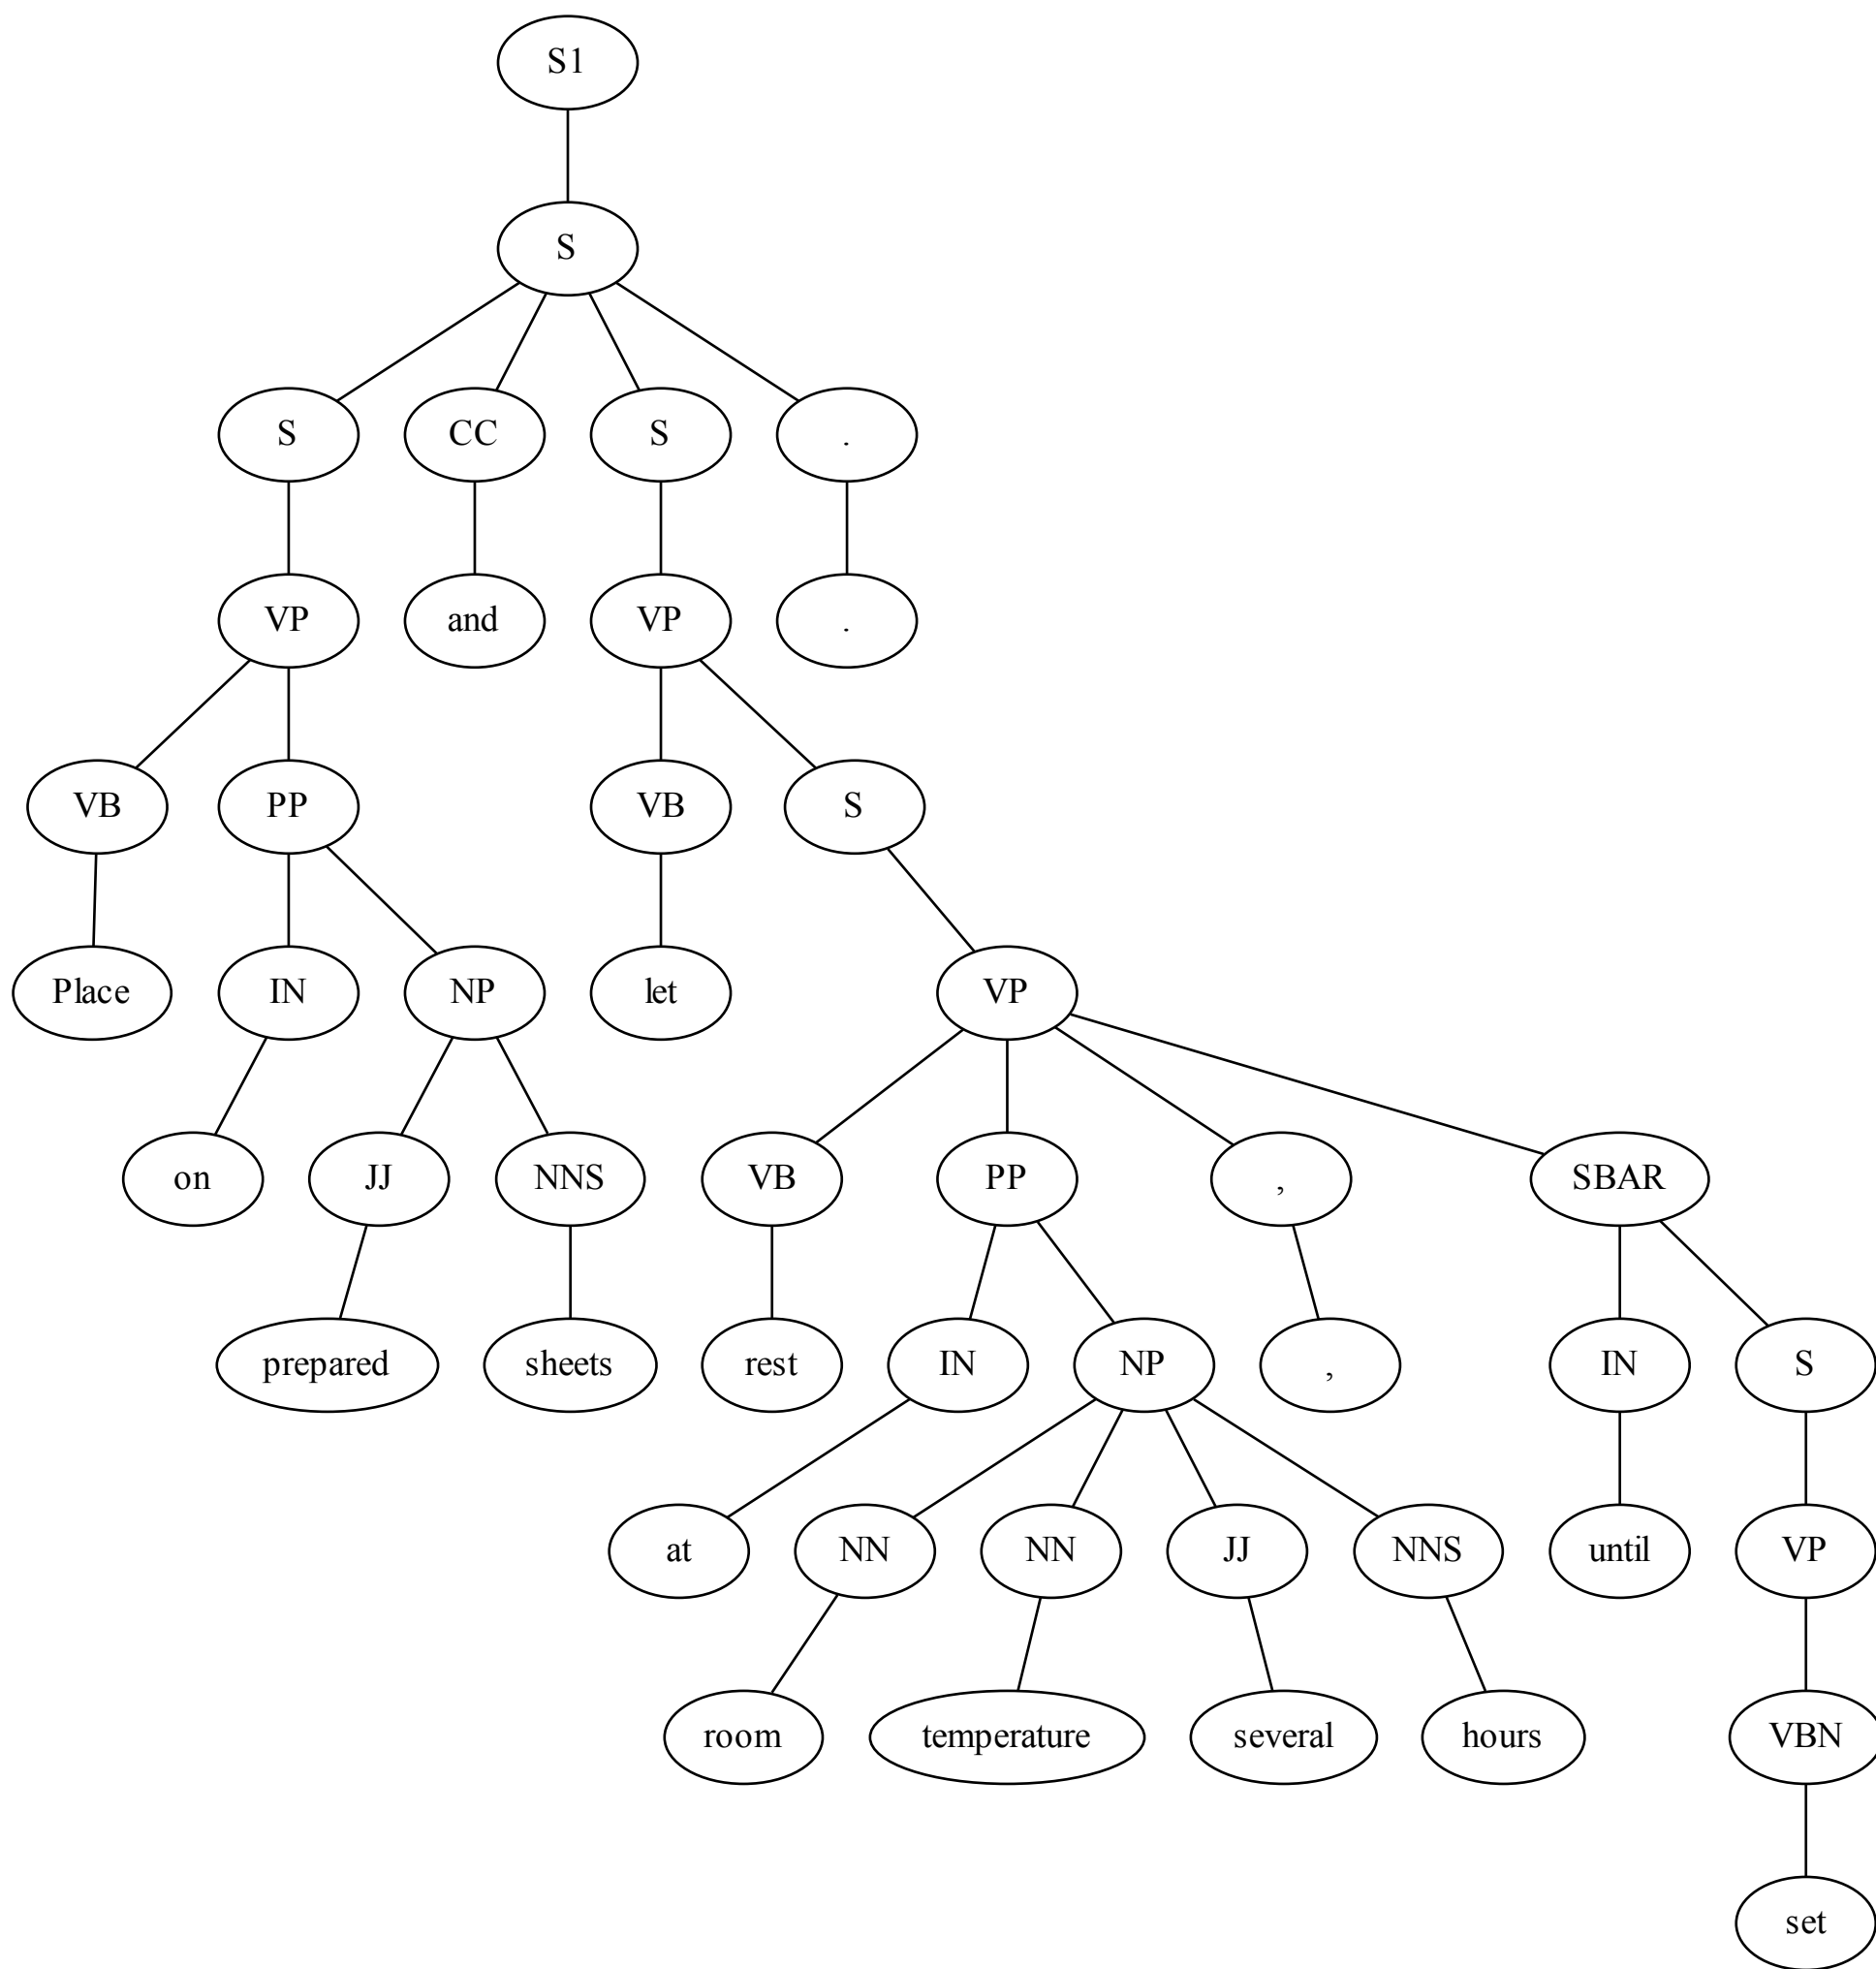 S1
S
S CC S .
VP and VP .
VB PP VB S
Place IN NP let VP
on JJ NNS VB PP , SBAR
prepared sheets rest IN NP , IN S
at NN NN JJ NNS until VP
room temperature several hours VBN
set